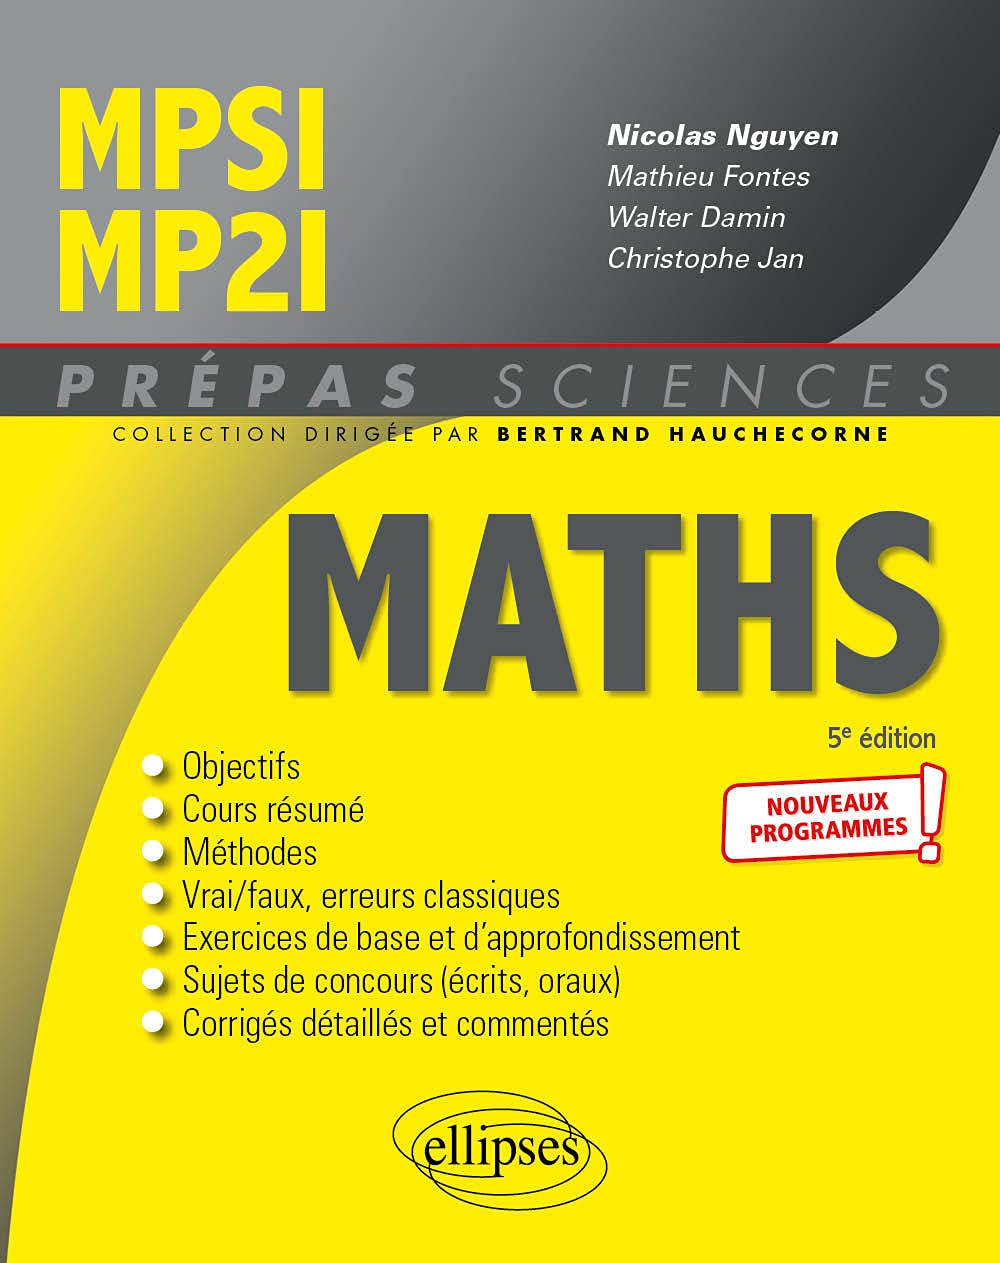 MPSI
MP2I
Nicolas Nguyen
Mathieu Fontes
Walter Damin
Christophe Jan
PRÉPAS SCIENCES
COLLECTION DIRIGÉE PAR BERTRAND HAUCHECORNE
MATHS
5e édition
Objectifs
Cours résumé
Méthodes
Vrai/faux, erreurs classiques
Exercices de base et d'approfondissement
Sujets de concours (écrits, oraux)
Corrigés détaillés et commentés
NOUVEAUX
PROGRAMMES !
ellipses